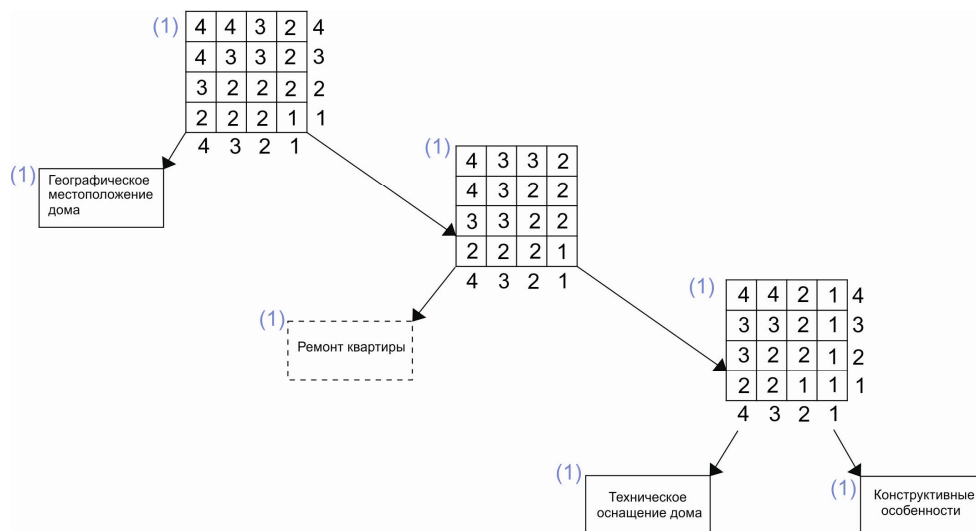 (1)
4 4 3 2 4
4 3 3 2 3
3 2 2 2 2
2 2 2 1 1
4 3 2 1
(1)
Географическое
местоположение
дома
(1)
4 3 3 2
4 3 2 2
3 3 2 2
2 2 2 1
4 3 2 1
(1)
Ремонт квартиры
(1)
4 4 2 1 4
3 3 2 1 3
3 2 2 1 2
2 2 1 1 1
4 3 2 1
(1)
Техническое
оснащение дома
(1)
Конструктивные
особенности